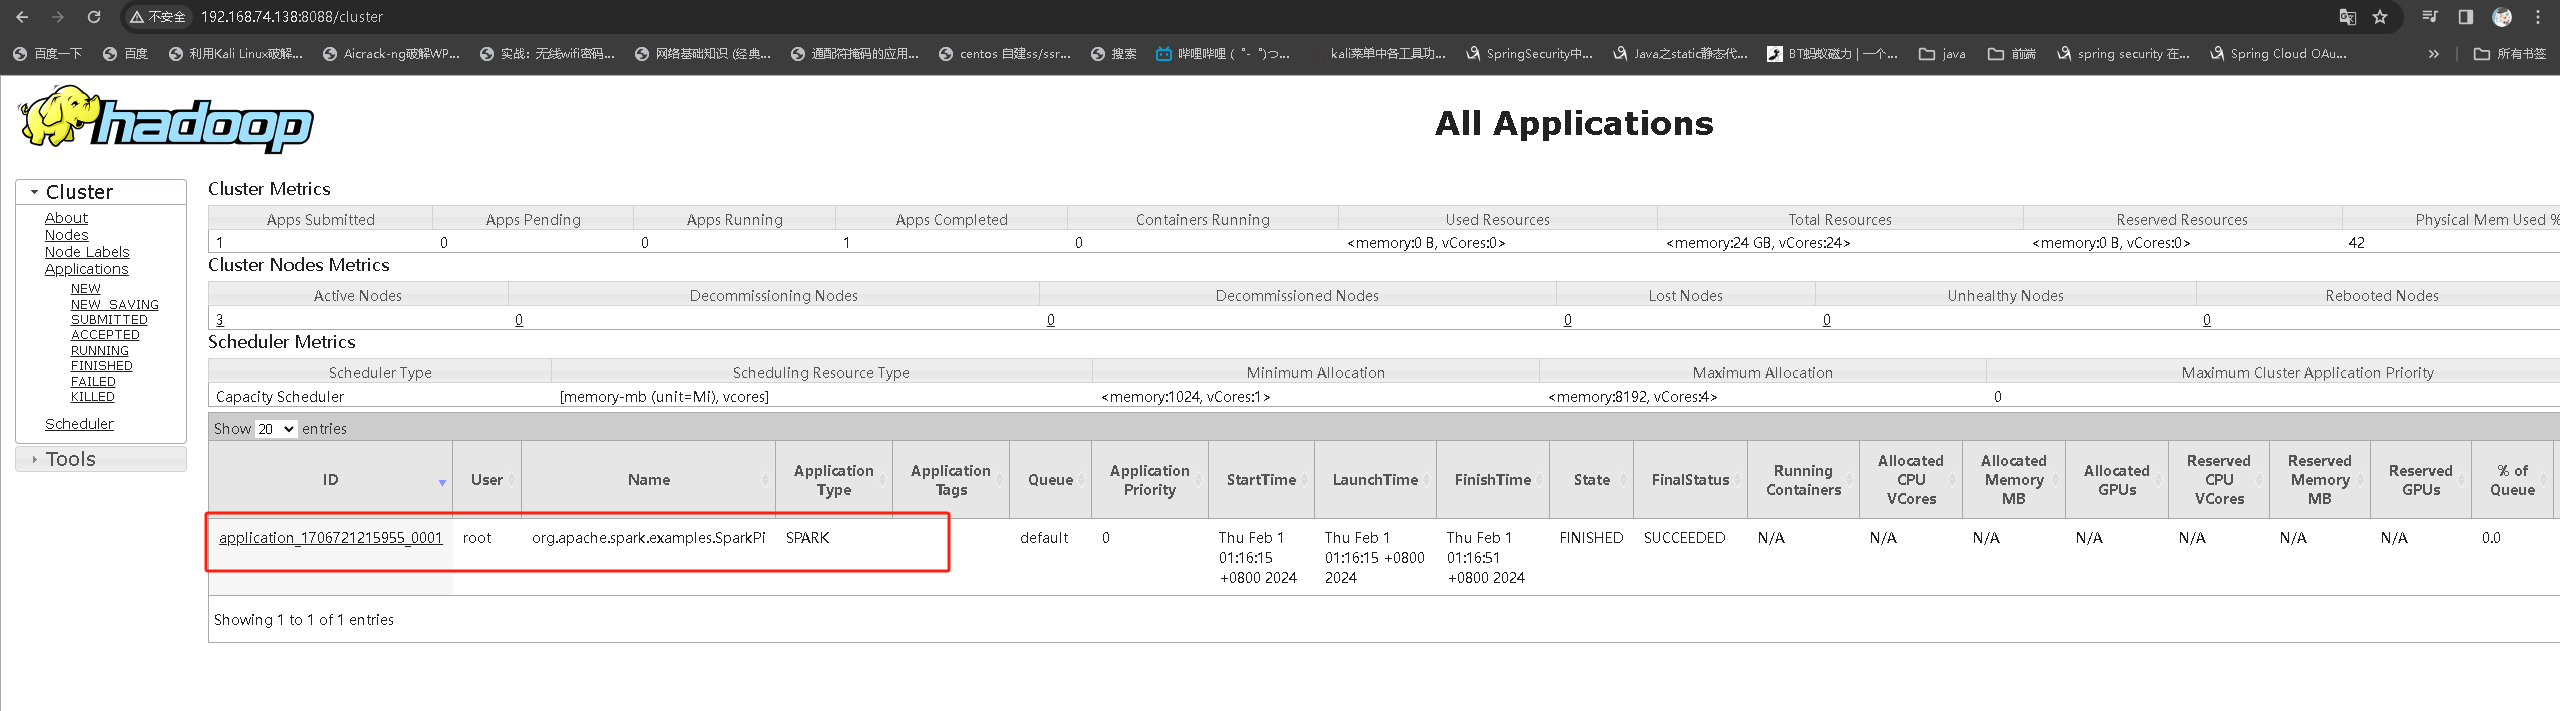 不安全 192.168.74.138:8088/cluster
百度一下 百度 利用Kali Linux破解... Aicrack-ng破解WP... 实战：无线wifi密码... 网络基础知识 (经典... 通配符掩码的应用... centos 自建ss/ssr... 搜索 哔哩哔哩 ( ゜- ゜)つ... kali菜单中各工具功... SpringSecurity中... Java之static静态代... BT蚂蚁磁力 | 一个... java 前端 spring security 在... Spring Cloud OAu... » 所有书签
hadoop
All Applications
Cluster
About
Nodes
Node Labels
Applications
NEW
NEW_SAVING
SUBMITTED
ACCEPTED
RUNNING
FINISHED
FAILED
KILLED
Scheduler
Tools
Cluster Metrics
Apps Submitted Apps Pending Apps Running Apps Completed Containers Running Used Resources Total Resources Reserved Resources Physical Mem Used %
1 0 0 1 0 <memory:0 B, vCores:0> <memory:24 GB, vCores:24> <memory:0 B, vCores:0> 42
Cluster Nodes Metrics
Active Nodes Decommissioning Nodes Decommissioned Nodes Lost Nodes Unhealthy Nodes Rebooted Nodes
3 0 0 0 0 0
Scheduler Metrics
Scheduler Type Scheduling Resource Type Minimum Allocation Maximum Allocation Maximum Cluster Application Priority
Capacity Scheduler [memory-mb (unit=Mi), vcores] <memory:1024, vCores:1> <memory:8192, vCores:4> 0
Show 20 entries
ID User Name Application Type Application Tags Queue Application Priority StartTime LaunchTime FinishTime State FinalStatus Running Containers Allocated CPU VCores Allocated Memory MB Allocated GPUs Reserved CPU VCores Reserved Memory MB Reserved GPUs % of Queue
application_1706721215955_0001 root org.apache.spark.examples.SparkPi SPARK default 0 Thu Feb 1 01:16:15 +0800 2024 Thu Feb 1 01:16:15 +0800 2024 Thu Feb 1 01:16:51 +0800 2024 FINISHED SUCCEEDED N/A N/A N/A N/A N/A N/A N/A 0.0
Showing 1 to 1 of 1 entries